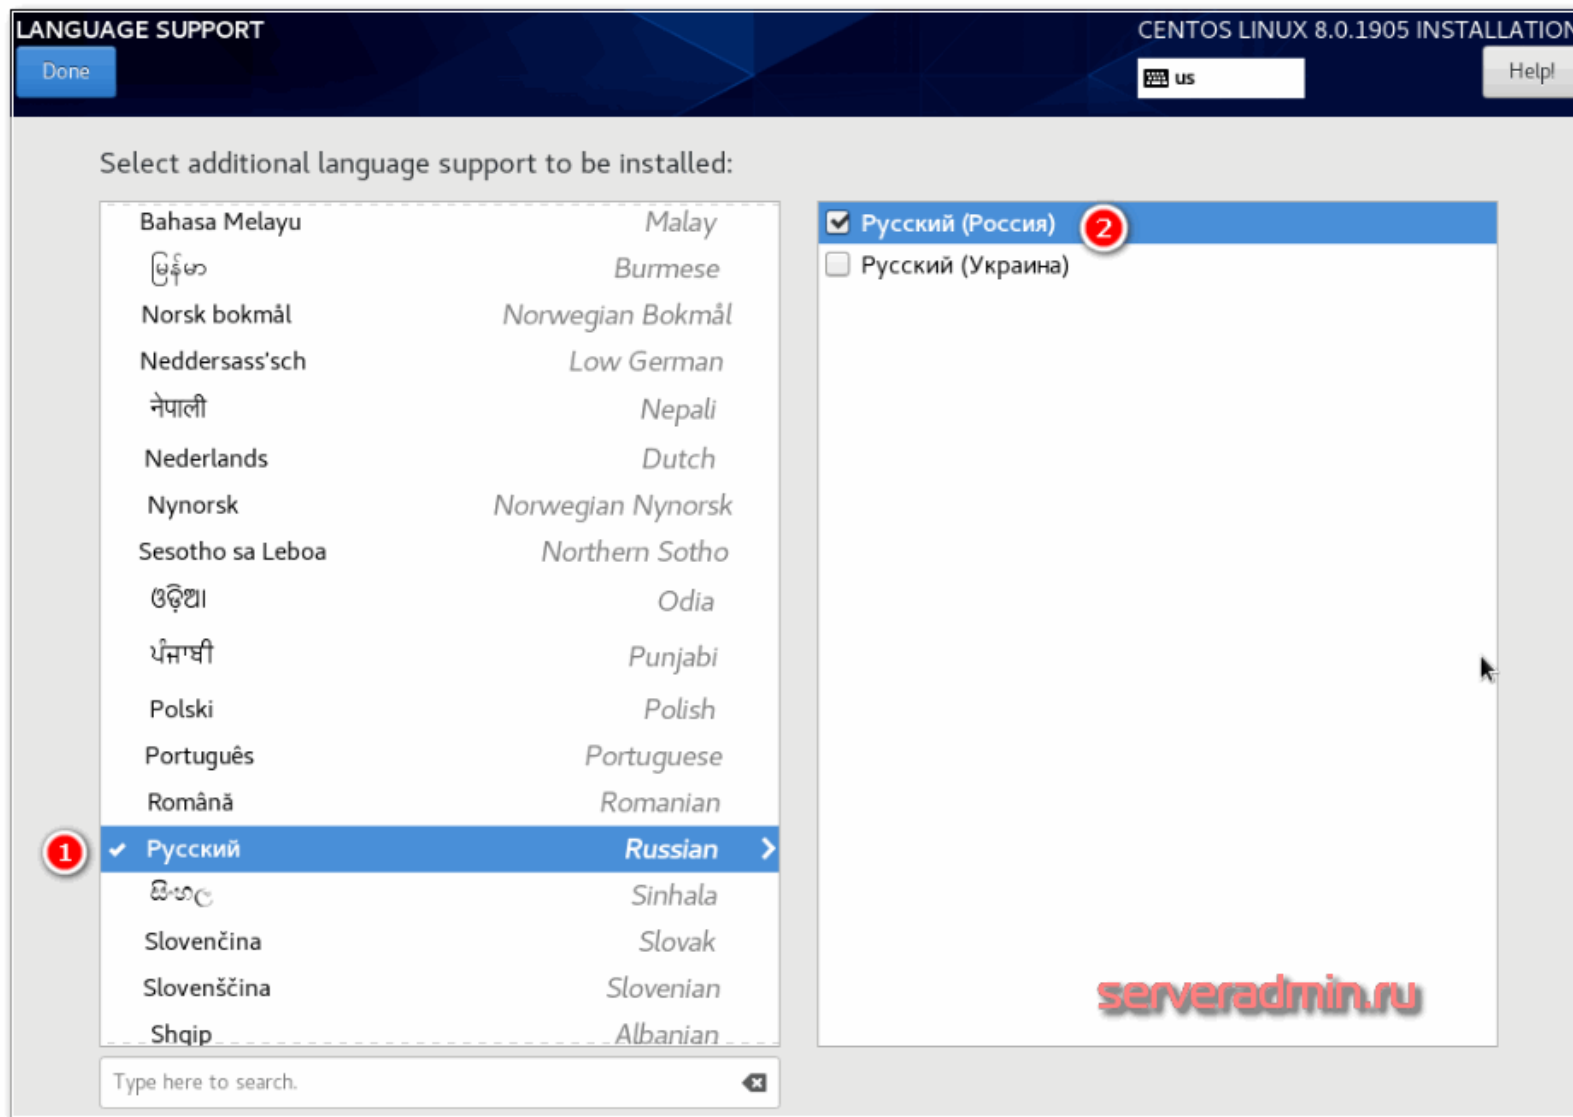 LANGUAGE SUPPORT
CENTOS LINUX 8.0.1905 INSTALLATION
Done
us
Help!
Select additional language support to be installed:
Bahasa Melayu Malay
မြန်မာ Burmese
Norsk bokmål Norwegian Bokmål
Neddersass'sch Low German
नेपाली Nepali
Nederlands Dutch
Nynorsk Norwegian Nynorsk
Sesotho sa Leboa Northern Sotho
ଓଡ଼ିଆ Odia
ਪੰਜਾਬੀ Punjabi
Polski Polish
Português Portuguese
Română Romanian
1 Русский Russian
සිංහල Sinhala
Slovenčina Slovak
Slovenščina Slovenian
Shqip Albanian
Type here to search.
Русский (Россия) 2
Русский (Украина)
serveradmin.ru